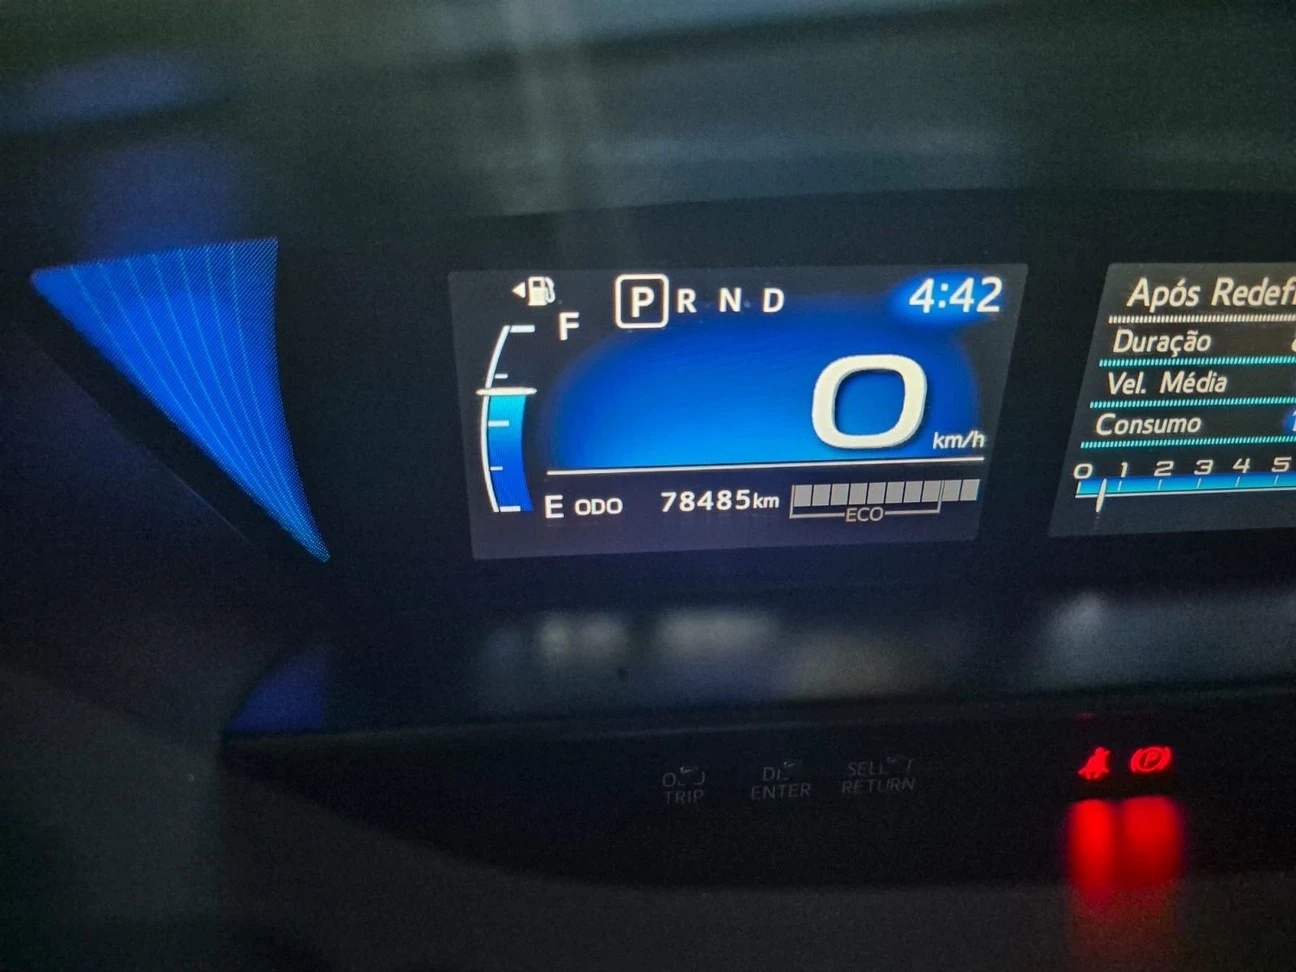 P R N D 4:42
F
0 km/h
E ODO 78485km
ECO
Após Redefi
Duração
Vel. Média
Consumo
0 1 2 3 4 5
TRIP
ENTER
RETURN
P